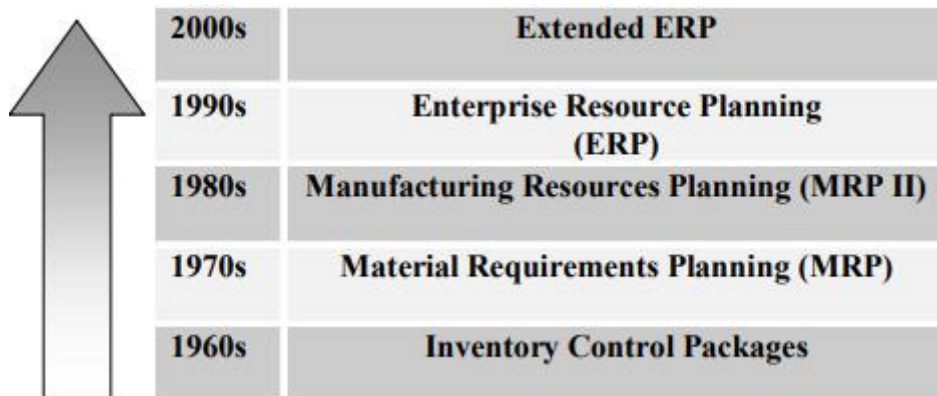 2000s Extended ERP
1990s Enterprise Resource Planning
(ERP)
1980s Manufacturing Resources Planning (MRP II)
1970s Material Requirements Planning (MRP)
1960s Inventory Control Packages